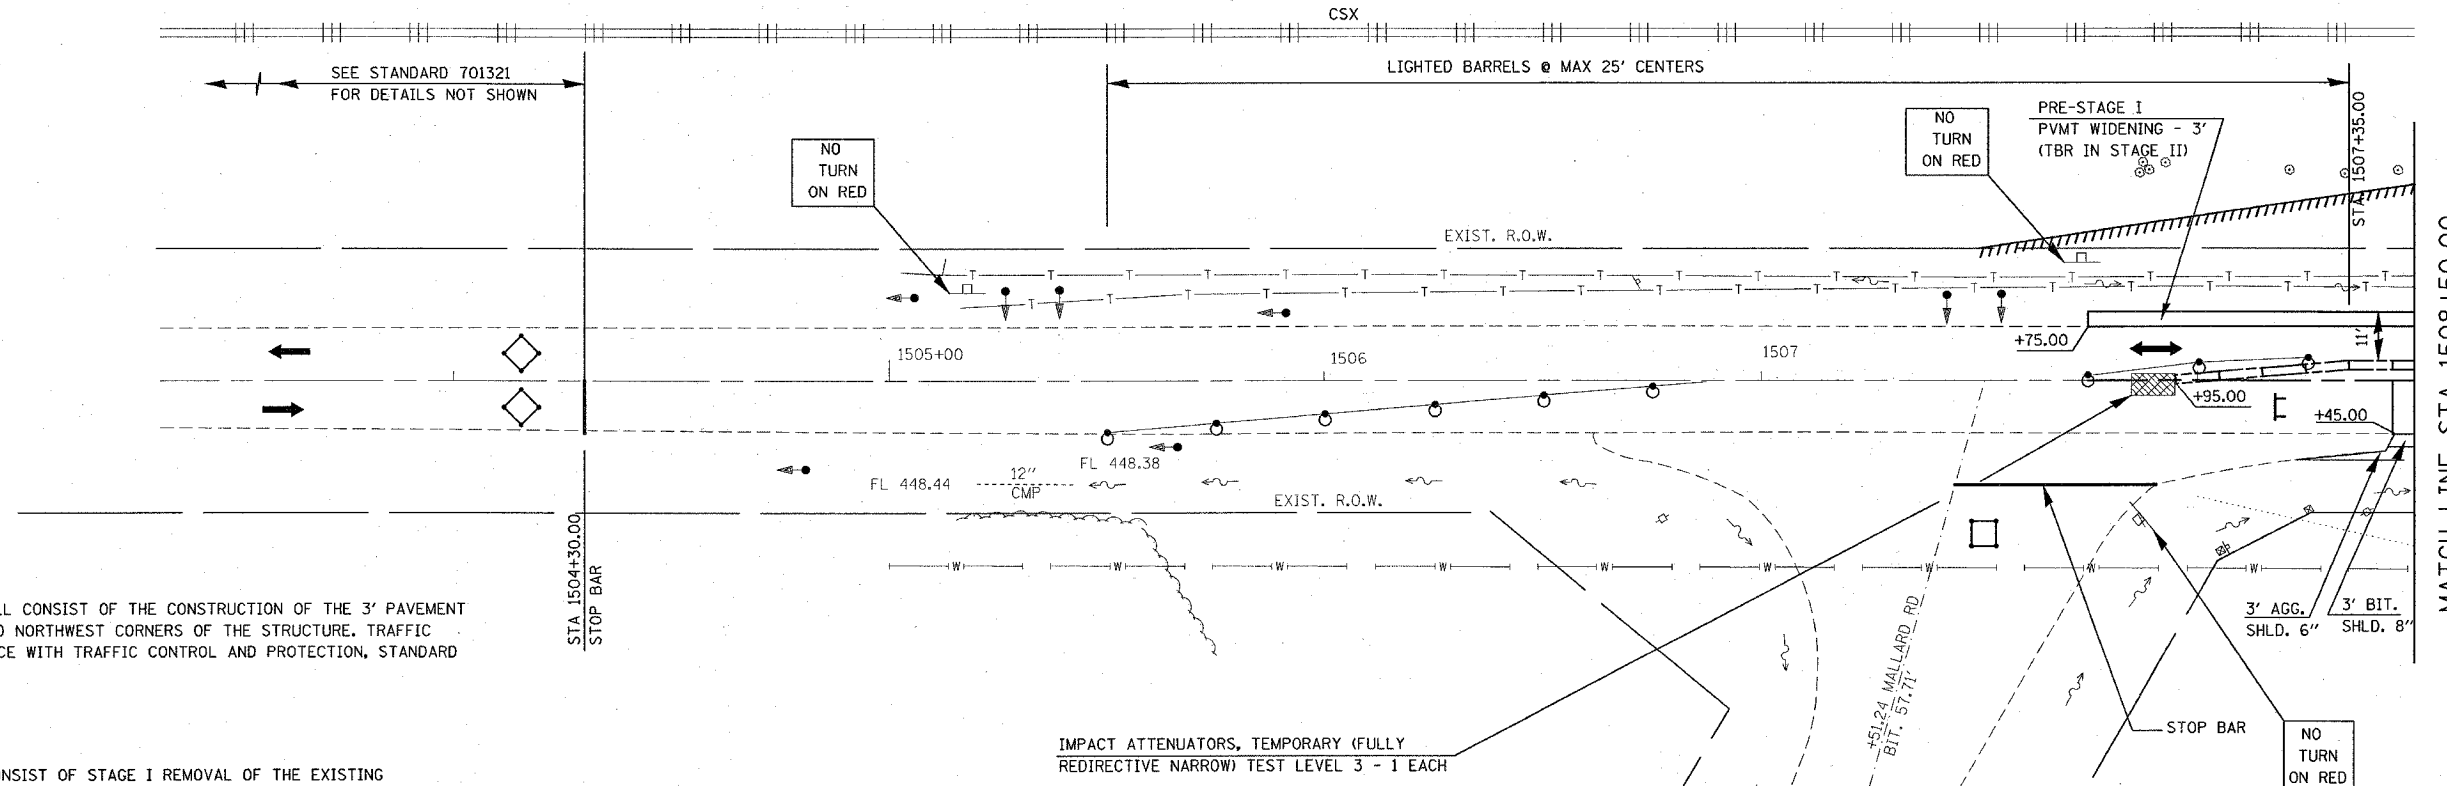 CSX
SEE STANDARD 701321
FOR DETAILS NOT SHOWN
LIGHTED BARRELS @ MAX 25' CENTERS
STA. 1507+35.00
NO
TURN
ON RED
NO
TURN
ON RED
PRE-STAGE I
PVMT WIDENING - 3'
(TBR IN STAGE II)
EXIST. R.O.W.
T T T T T T T T T T T T T T T T T T T
T T T T T T T T T T T T T T T T T T
1505+00
1506
1507
+75.00
11'
+95.00
+45.00
FL 448.44
12"
CMP
FL 448.38
EXIST. R.O.W.
STA 1504+30.00
STOP BAR
W W W W W W W W W
3' AGG.
SHLD. 6"
3' BIT.
SHLD. 8"
+51.24 MALLARD RD
BIT. 57.71'
STOP BAR
NO
TURN
ON RED
IMPACT ATTENUATORS, TEMPORARY (FULLY
REDIRECTIVE NARROW) TEST LEVEL 3 - 1 EACH
CONSIST OF THE CONSTRUCTION OF THE 3' PAVEMENT
NORTHWEST CORNERS OF THE STRUCTURE. TRAFFIC
WITH TRAFFIC CONTROL AND PROTECTION, STANDARD
OF STAGE I REMOVAL OF THE EXISTING
MATCH LINE STA. 1508+50.00